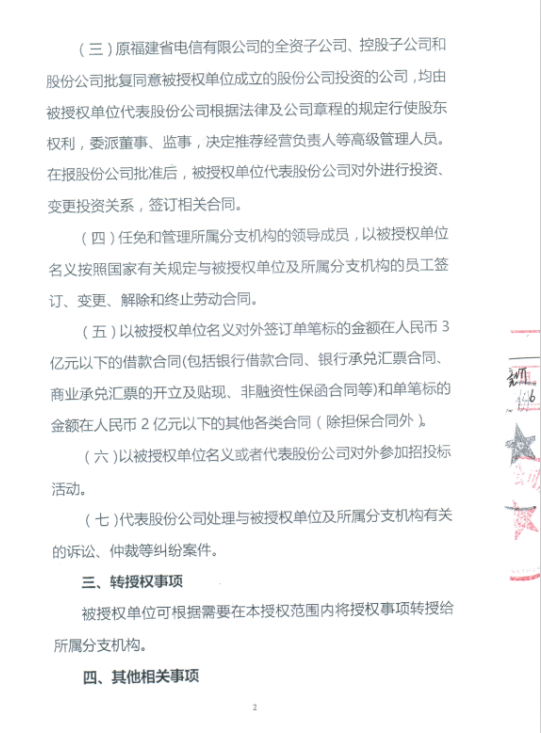 （三）原福建省电信有限公司的全资子公司、控股子公司和
股份公司批复同意被授权单位成立的股份公司投资的公司，均由
被授权单位代表股份公司根据法律及公司章程的规定行使股东
权利，委派董事、监事，决定推荐经营负责人等高级管理人员。
在报股份公司批准后，被授权单位代表股份公司对外进行投资、
变更投资关系，签订相关合同。
（四）任免和管理所属分支机构的领导成员，以被授权单位
名义按照国家有关规定与被授权单位及所属分支机构的员工签
订、变更、解除和终止劳动合同。
（五）以被授权单位名义对外签订单笔标的金额在人民币 3
亿元以下的借款合同(包括银行借款合同、银行承兑汇票合同、
商业承兑汇票的开立及贴现、非融资性保函合同等)和单笔标的
金额在人民币 2 亿元以下的其他各类合同（除担保合同外）。
（六）以被授权单位名义或者代表股份公司对外参加招投标
活动。
（七）代表股份公司处理与被授权单位及所属分支机构有关
的诉讼、仲裁等纠纷案件。
三、转授权事项
被授权单位可根据需要在本授权范围内将授权事项转授给
所属分支机构。
四、其他相关事项
2